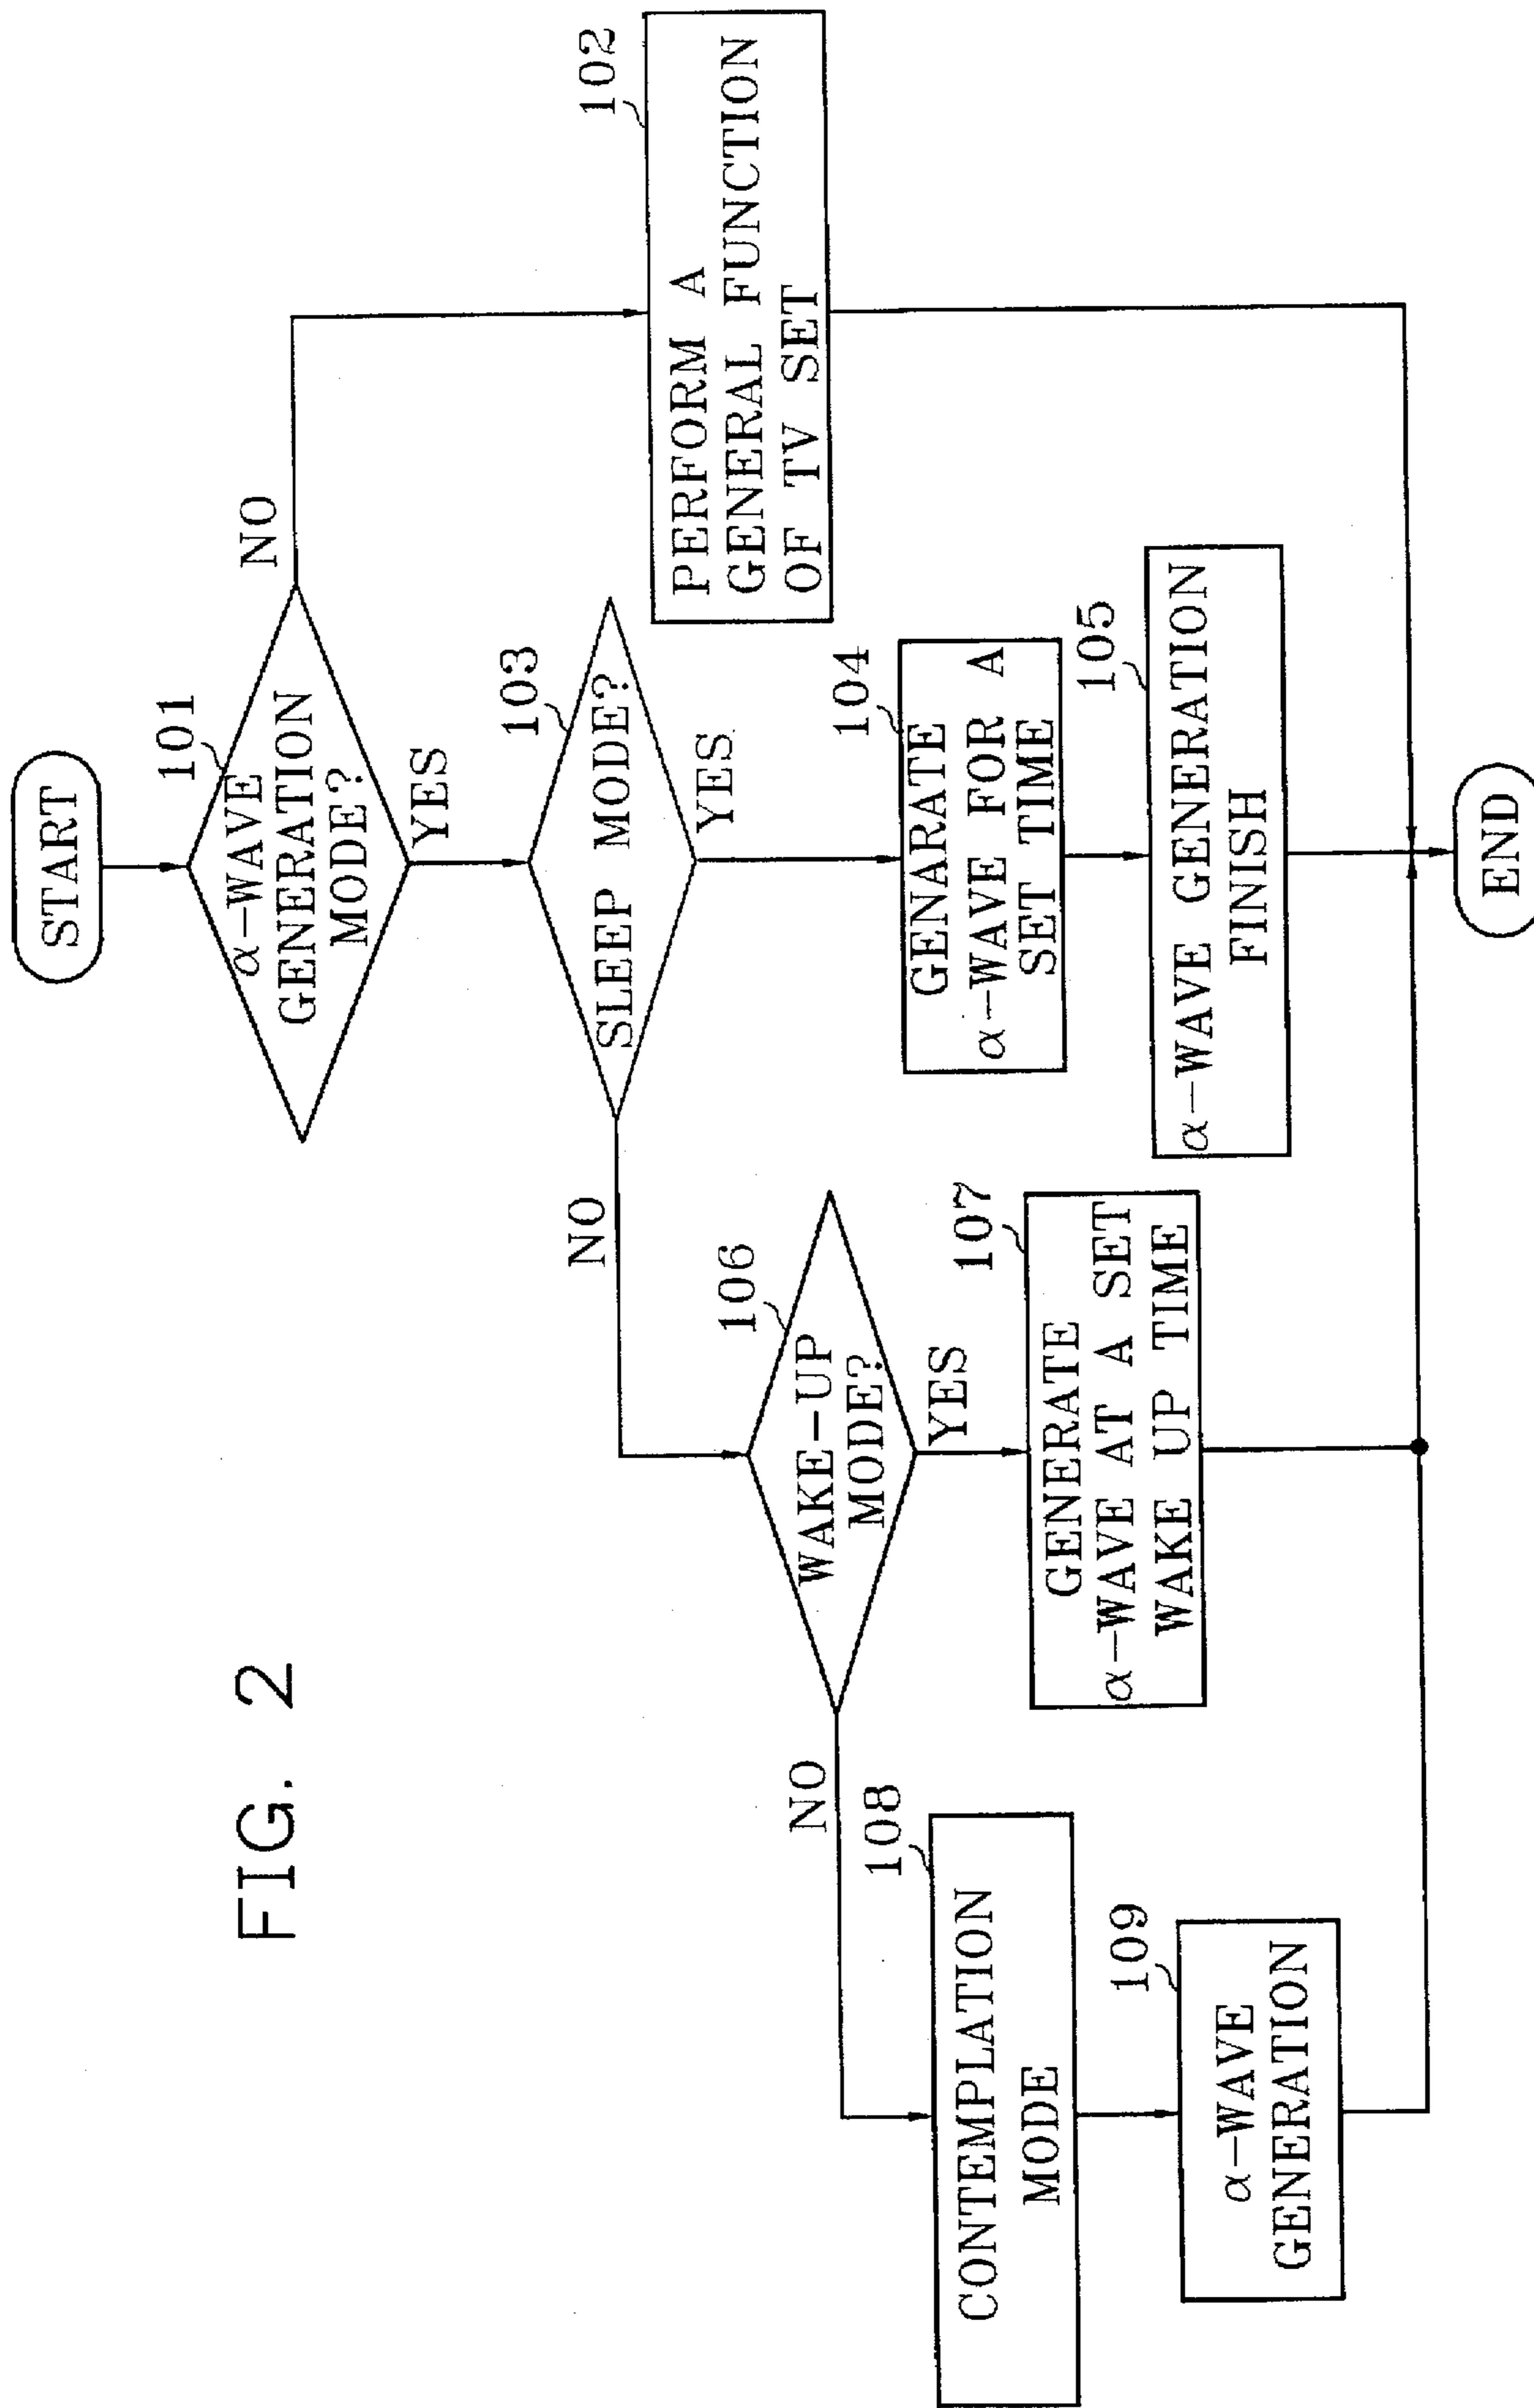 FIG. 2
START
101
α-WAVE
GENERATION
MODE?
NO
YES
102
PERFORM A
GENERAL FUNCTION
OF TV SET
103
SLEEP MODE?
NO
YES
104
GENARATE
α-WAVE FOR A
SET TIME
105
α-WAVE GENERATION
FINISH
106
WAKE-UP
MODE?
NO
YES
107
GENERATE
α-WAVE AT A SET
WAKE UP TIME
108
CONTEMPLATION
MODE
109
α-WAVE
GENERATION
END